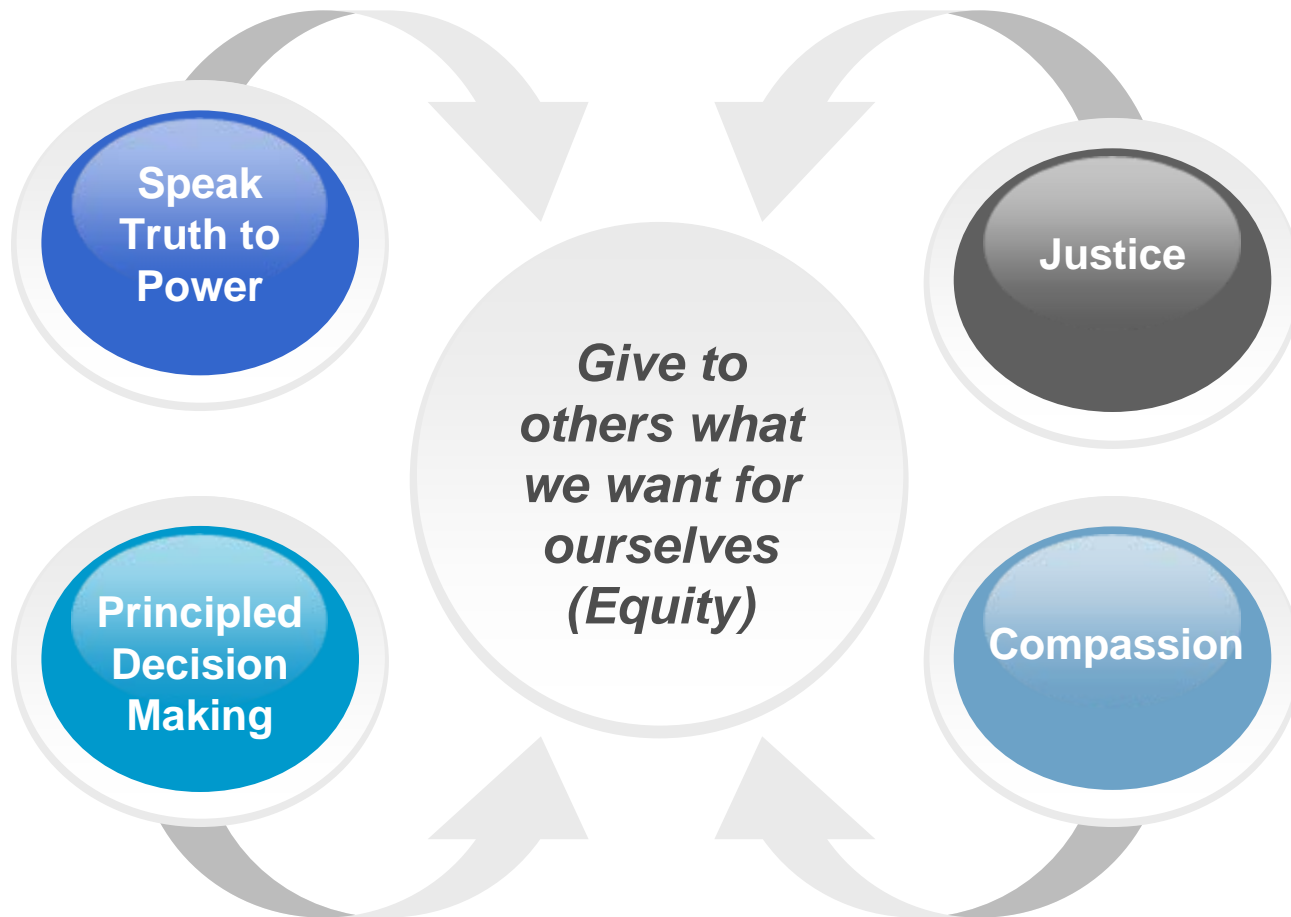 Speak
Truth to
Power
Justice
Give to
others what
we want for
ourselves
(Equity)
Principled
Decision
Making
Compassion